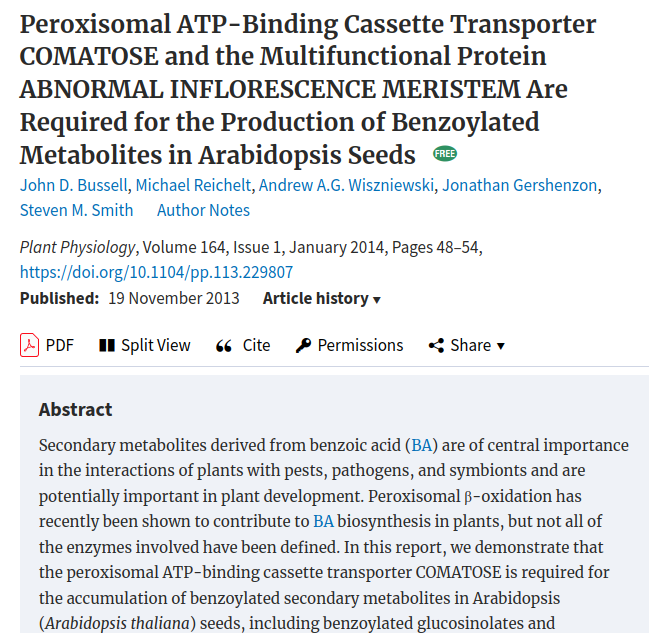 Peroxisomal ATP-Binding Cassette Transporter
COMATOSE and the Multifunctional Protein
ABNORMAL INFLORESCENCE MERISTEM Are
Required for the Production of Benzoylated
Metabolites in Arabidopsis Seeds FREE
John D. Bussell, Michael Reichelt, Andrew A.G. Wiszniewski, Jonathan Gershenzon,
Steven M. Smith Author Notes
Plant Physiology, Volume 164, Issue 1, January 2014, Pages 48–54,
https://doi.org/10.1104/pp.113.229807
Published: 19 November 2013 Article history ▾
PDF Split View Cite Permissions Share ▾
Abstract
Secondary metabolites derived from benzoic acid (BA) are of central importance
in the interactions of plants with pests, pathogens, and symbionts and are
potentially important in plant development. Peroxisomal β-oxidation has
recently been shown to contribute to BA biosynthesis in plants, but not all of
the enzymes involved have been defined. In this report, we demonstrate that
the peroxisomal ATP-binding cassette transporter COMATOSE is required for
the accumulation of benzoylated secondary metabolites in Arabidopsis
(Arabidopsis thaliana) seeds, including benzoylated glucosinolates and